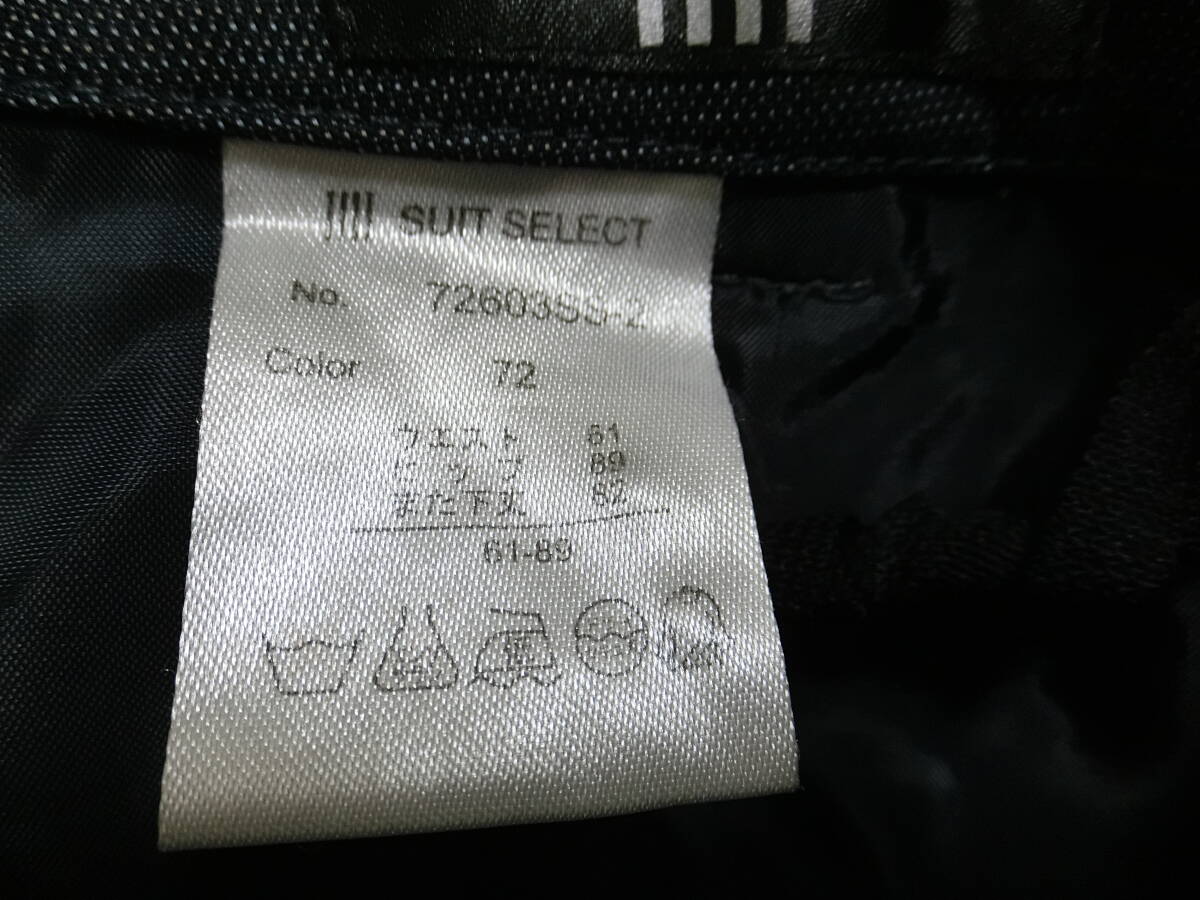 SUIT SELECT
No. 72603SS-2
Color 72
ウエスト 61
ヒップ 89
また下丈 62
61-89